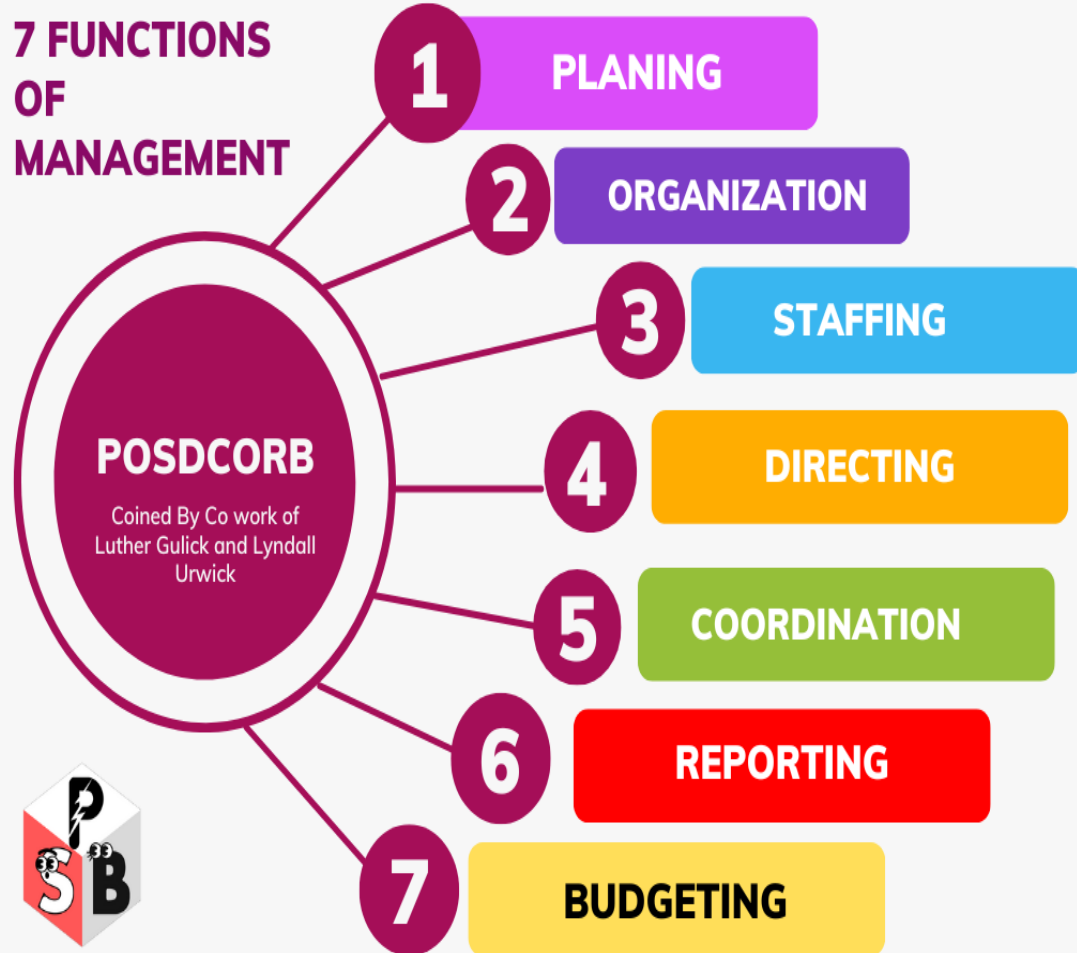 7 FUNCTIONS
OF
MANAGEMENT
1
PLANING
2
ORGANIZATION
3
STAFFING
4
DIRECTING
5
COORDINATION
6
REPORTING
7
BUDGETING
POSDCORB
Coined By Co work of
Luther Gulick and Lyndall
Urwick
P
S B